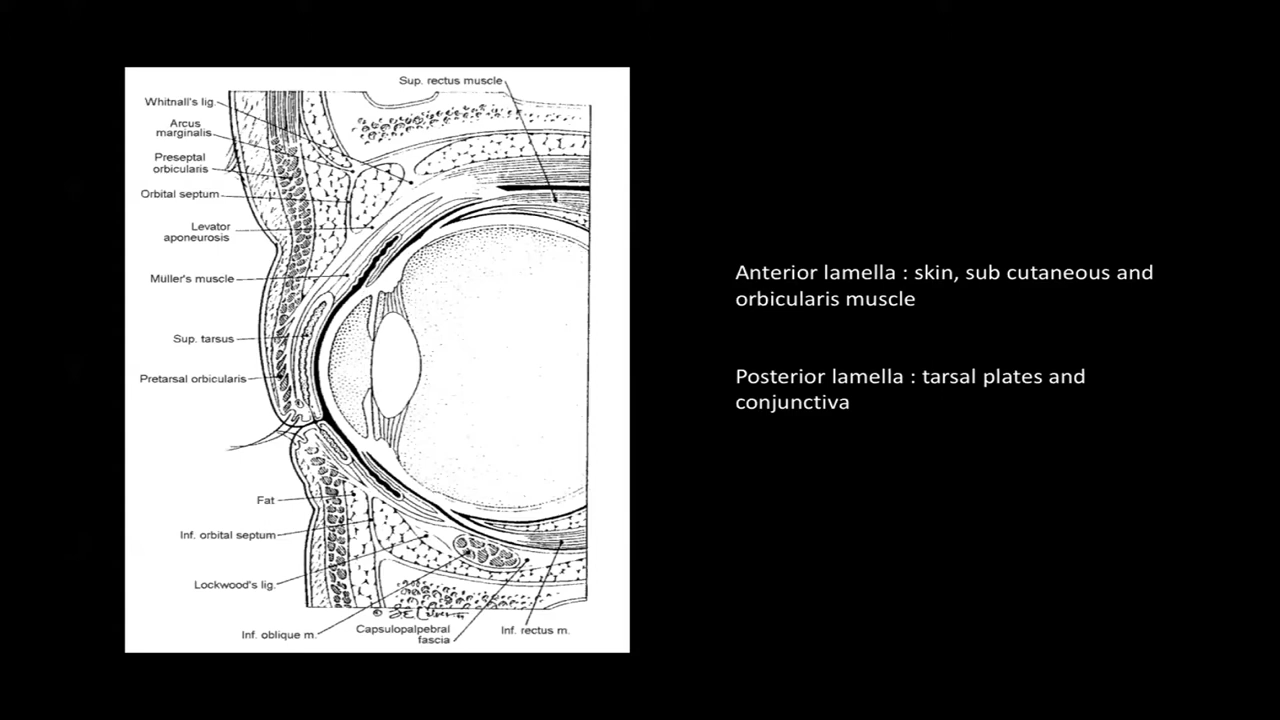 Sup. rectus muscle
Whitnall's lig.
Arcus
marginalis
Preseptal
orbicularis
Orbital septum
Levator
aponeurosis
Müller's muscle
Sup. tarsus
Pretarsal orbicularis
Fat
Inf. orbital septum
Lockwood's lig.
Inf. oblique m.
Capsulopalpebral
fascia
Inf. rectus m.
Anterior lamella : skin, sub cutaneous and
orbicularis muscle
Posterior lamella : tarsal plates and
conjunctiva